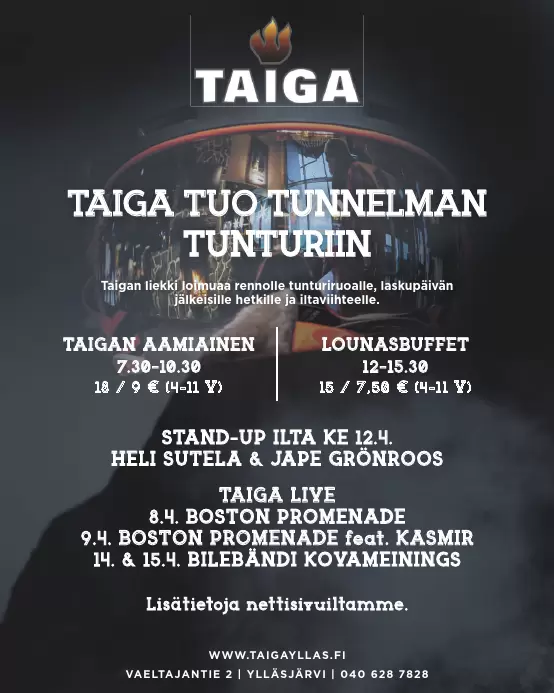 TAIGA
TAIGA TUO TUNNELMAN
TUNTURIIN
Taigan liekki loimuaa rennolle tunturiruoalle, laskupäivän
jälkeisille hetkille ja iltaviihteelle.
TAIGAN AAMIAINEN
7.30-10.30
18 / 9 € (4-11 V)
LOUNASBUFFET
12-15.30
15 / 7,50 € (4-11 V)
STAND-UP ILTA KE 12.4.
HELI SUTELA & JAPE GRÖNROOS
TAIGA LIVE
8.4. BOSTON PROMENADE
9.4. BOSTON PROMENADE feat. KASMIR
14. & 15.4. BILEBÄNDI KOVAMEININGS
Lisätietoja nettisivuiltamme.
WWW.TAIGAYLLAS.FI
VAELTAJANTIE 2 | YLLÄSJÄRVI | 040 628 7828